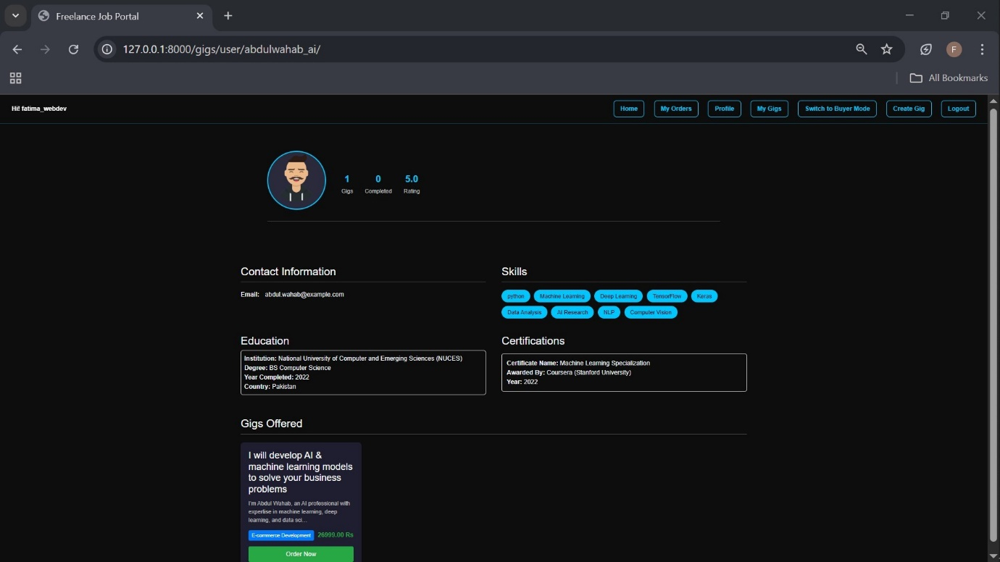 Freelance Job Portal
127.0.0.1:8000/gigs/user/abdulwahab_ai/
F
All Bookmarks
Hi! fatima_webdev
Home
My Orders
Profile
My Gigs
Switch to Buyer Mode
Create Gig
Logout
1
0
5.0
Gigs
Completed
Rating
Contact Information
Email: abdul.wahab@example.com
Skills
python
Machine Learning
Deep Learning
TensorFlow
Keras
Data Analysis
AI Research
NLP
Computer Vision
Education
Institution: National University of Computer and Emerging Sciences (NUCES)
Degree: BS Computer Science
Year Completed: 2022
Country: Pakistan
Certifications
Certificate Name: Machine Learning Specialization
Awarded By: Coursera (Stanford University)
Year: 2022
Gigs Offered
I will develop AI &
machine learning models
to solve your business
problems
I'm Abdul Wahab, an AI professional with
expertise in machine learning, deep
learning, and data sci...
E-commerce Development
26999.00 Rs
Order Now